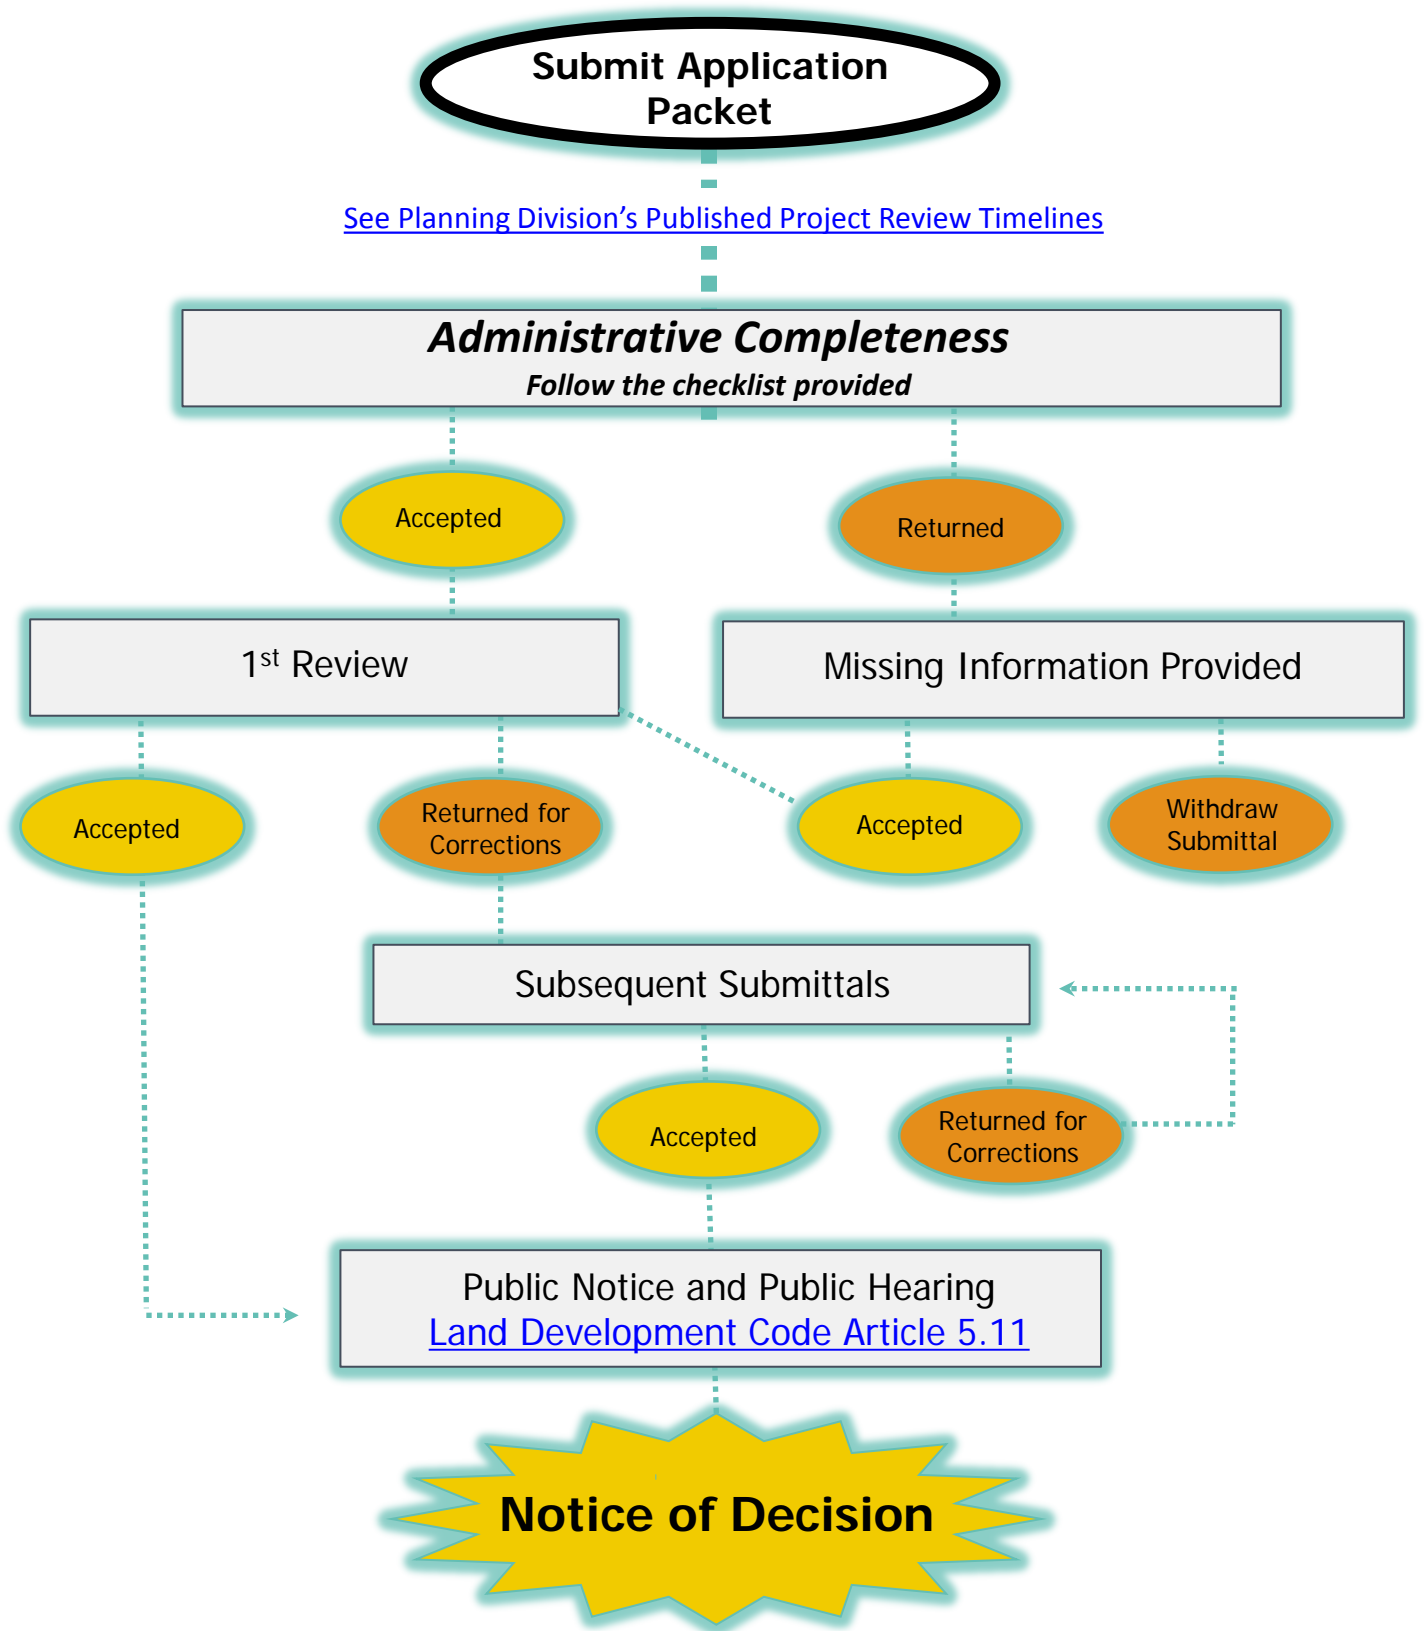 Submit Application
Packet
See Planning Division's Published Project Review Timelines
Administrative Completeness
Follow the checklist provided
Accepted
Returned
1st Review
Missing Information Provided
Accepted
Returned for
Corrections
Accepted
Withdraw
Submittal
Subsequent Submittals
Accepted
Returned for
Corrections
Public Notice and Public Hearing
Land Development Code Article 5.11
Notice of Decision